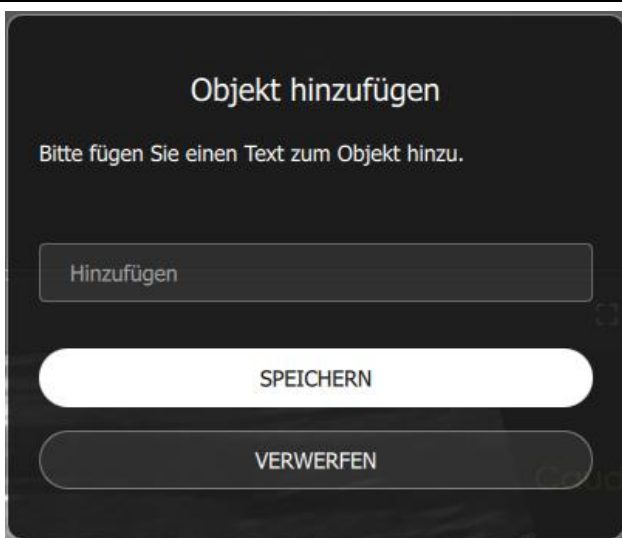 Objekt hinzufügen
Bitte fügen Sie einen Text zum Objekt hinzu.
Hinzufügen
SPEICHERN
VERWERFEN